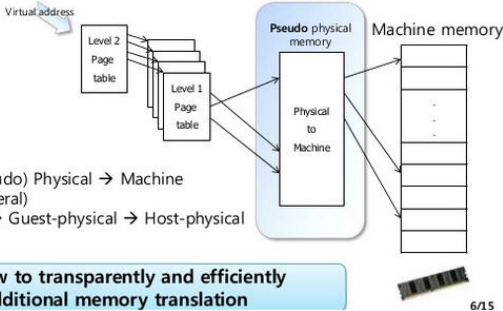 Virtual address
Level 2
Page
table
Level 1
Page
table
Pseudo physical
memory
Physical
to
Machine
Machine memory
.
.
.
udo) Physical → Machine
eral)
Guest-physical → Host-physical
w to transparently and efficiently
dditional memory translation
6/15